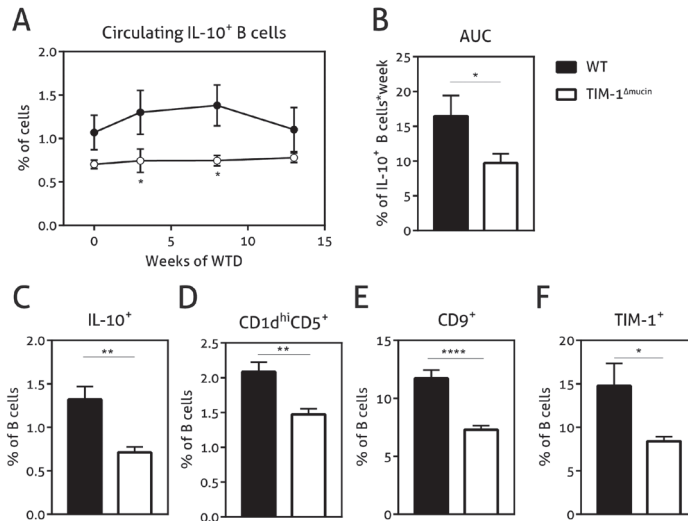 A
Circulating IL-10⁺ B cells
% of cells
2.0
1.5
1.0
0.5
0.0
*
*
0
5
10
15
Weeks of WTD
B
AUC
% of IL-10⁺ B cells*week
25
20
15
10
5
0
*
WT
TIM-1^Δmucin
C
IL-10⁺
% of B cells
2.0
1.5
1.0
0.5
0.0
**
D
CD1d^hiCD5⁺
% of B cells
2.5
2.0
1.5
1.0
0.5
0.0
**
E
CD9⁺
% of B cells
15
10
5
0
****
F
TIM-1⁺
% of B cells
20
15
10
5
0
*